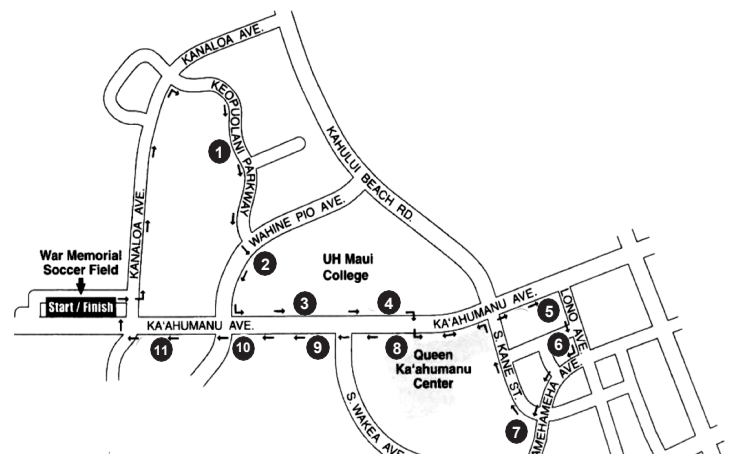 KANALOA AVE.
KEOPUOLANI PARKWAY
KAHULUI BEACH RD.
1
KANALOA AVE.
WAHINE PIO AVE.
War Memorial
Soccer Field
2
UH Maui
College
Start / Finish
3
4
KA'AHUMANU AVE.
KA'AHUMANU AVE.
5
LONO AVE.
11
10
9
8
Queen
Ka'ahumanu
Center
6
S. KANE ST.
S. WAKEA AVE
7
AMEHAMEHA AVE.